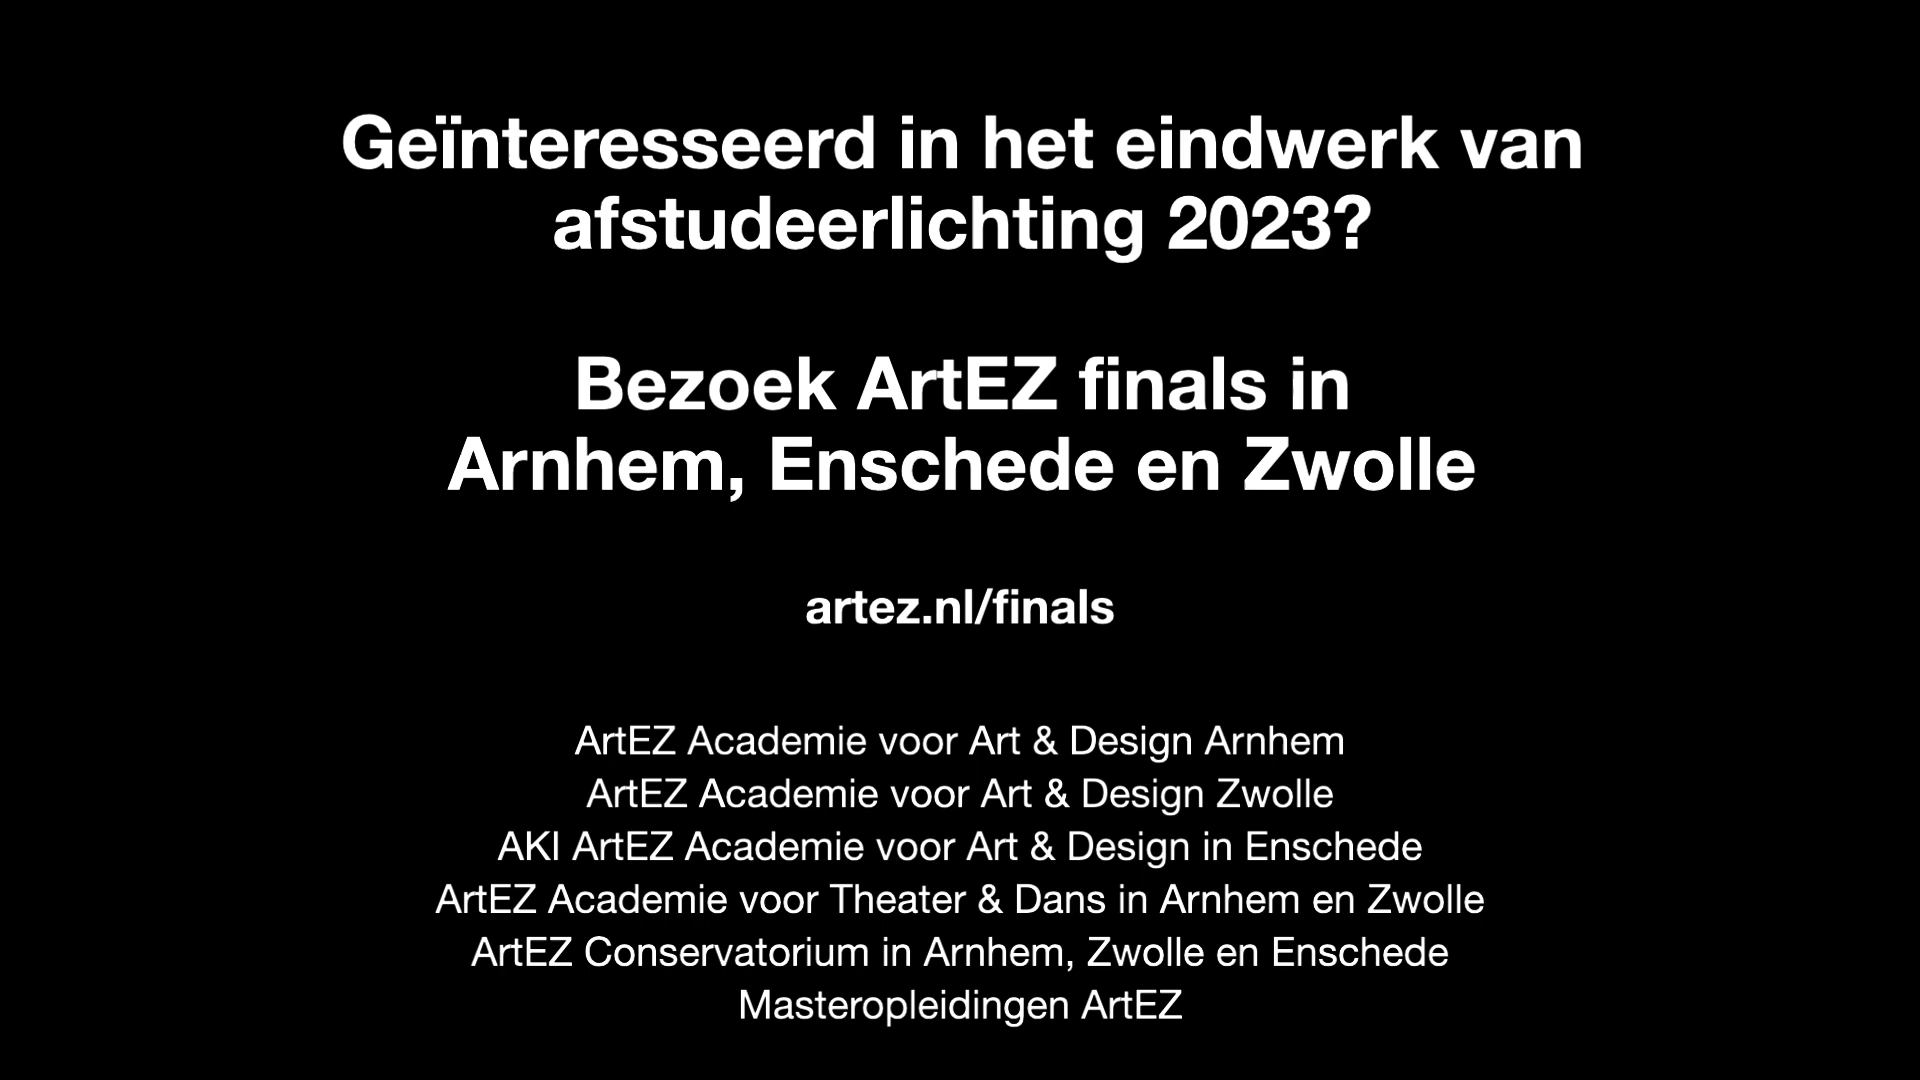 Geïnteresseerd in het eindwerk van
afstudeerlichting 2023?
Bezoek ArtEZ finals in
Arnhem, Enschede en Zwolle
artez.nl/finals
ArtEZ Academie voor Art & Design Arnhem
ArtEZ Academie voor Art & Design Zwolle
AKI ArtEZ Academie voor Art & Design in Enschede
ArtEZ Academie voor Theater & Dans in Arnhem en Zwolle
ArtEZ Conservatorium in Arnhem, Zwolle en Enschede
Masteropleidingen ArtEZ